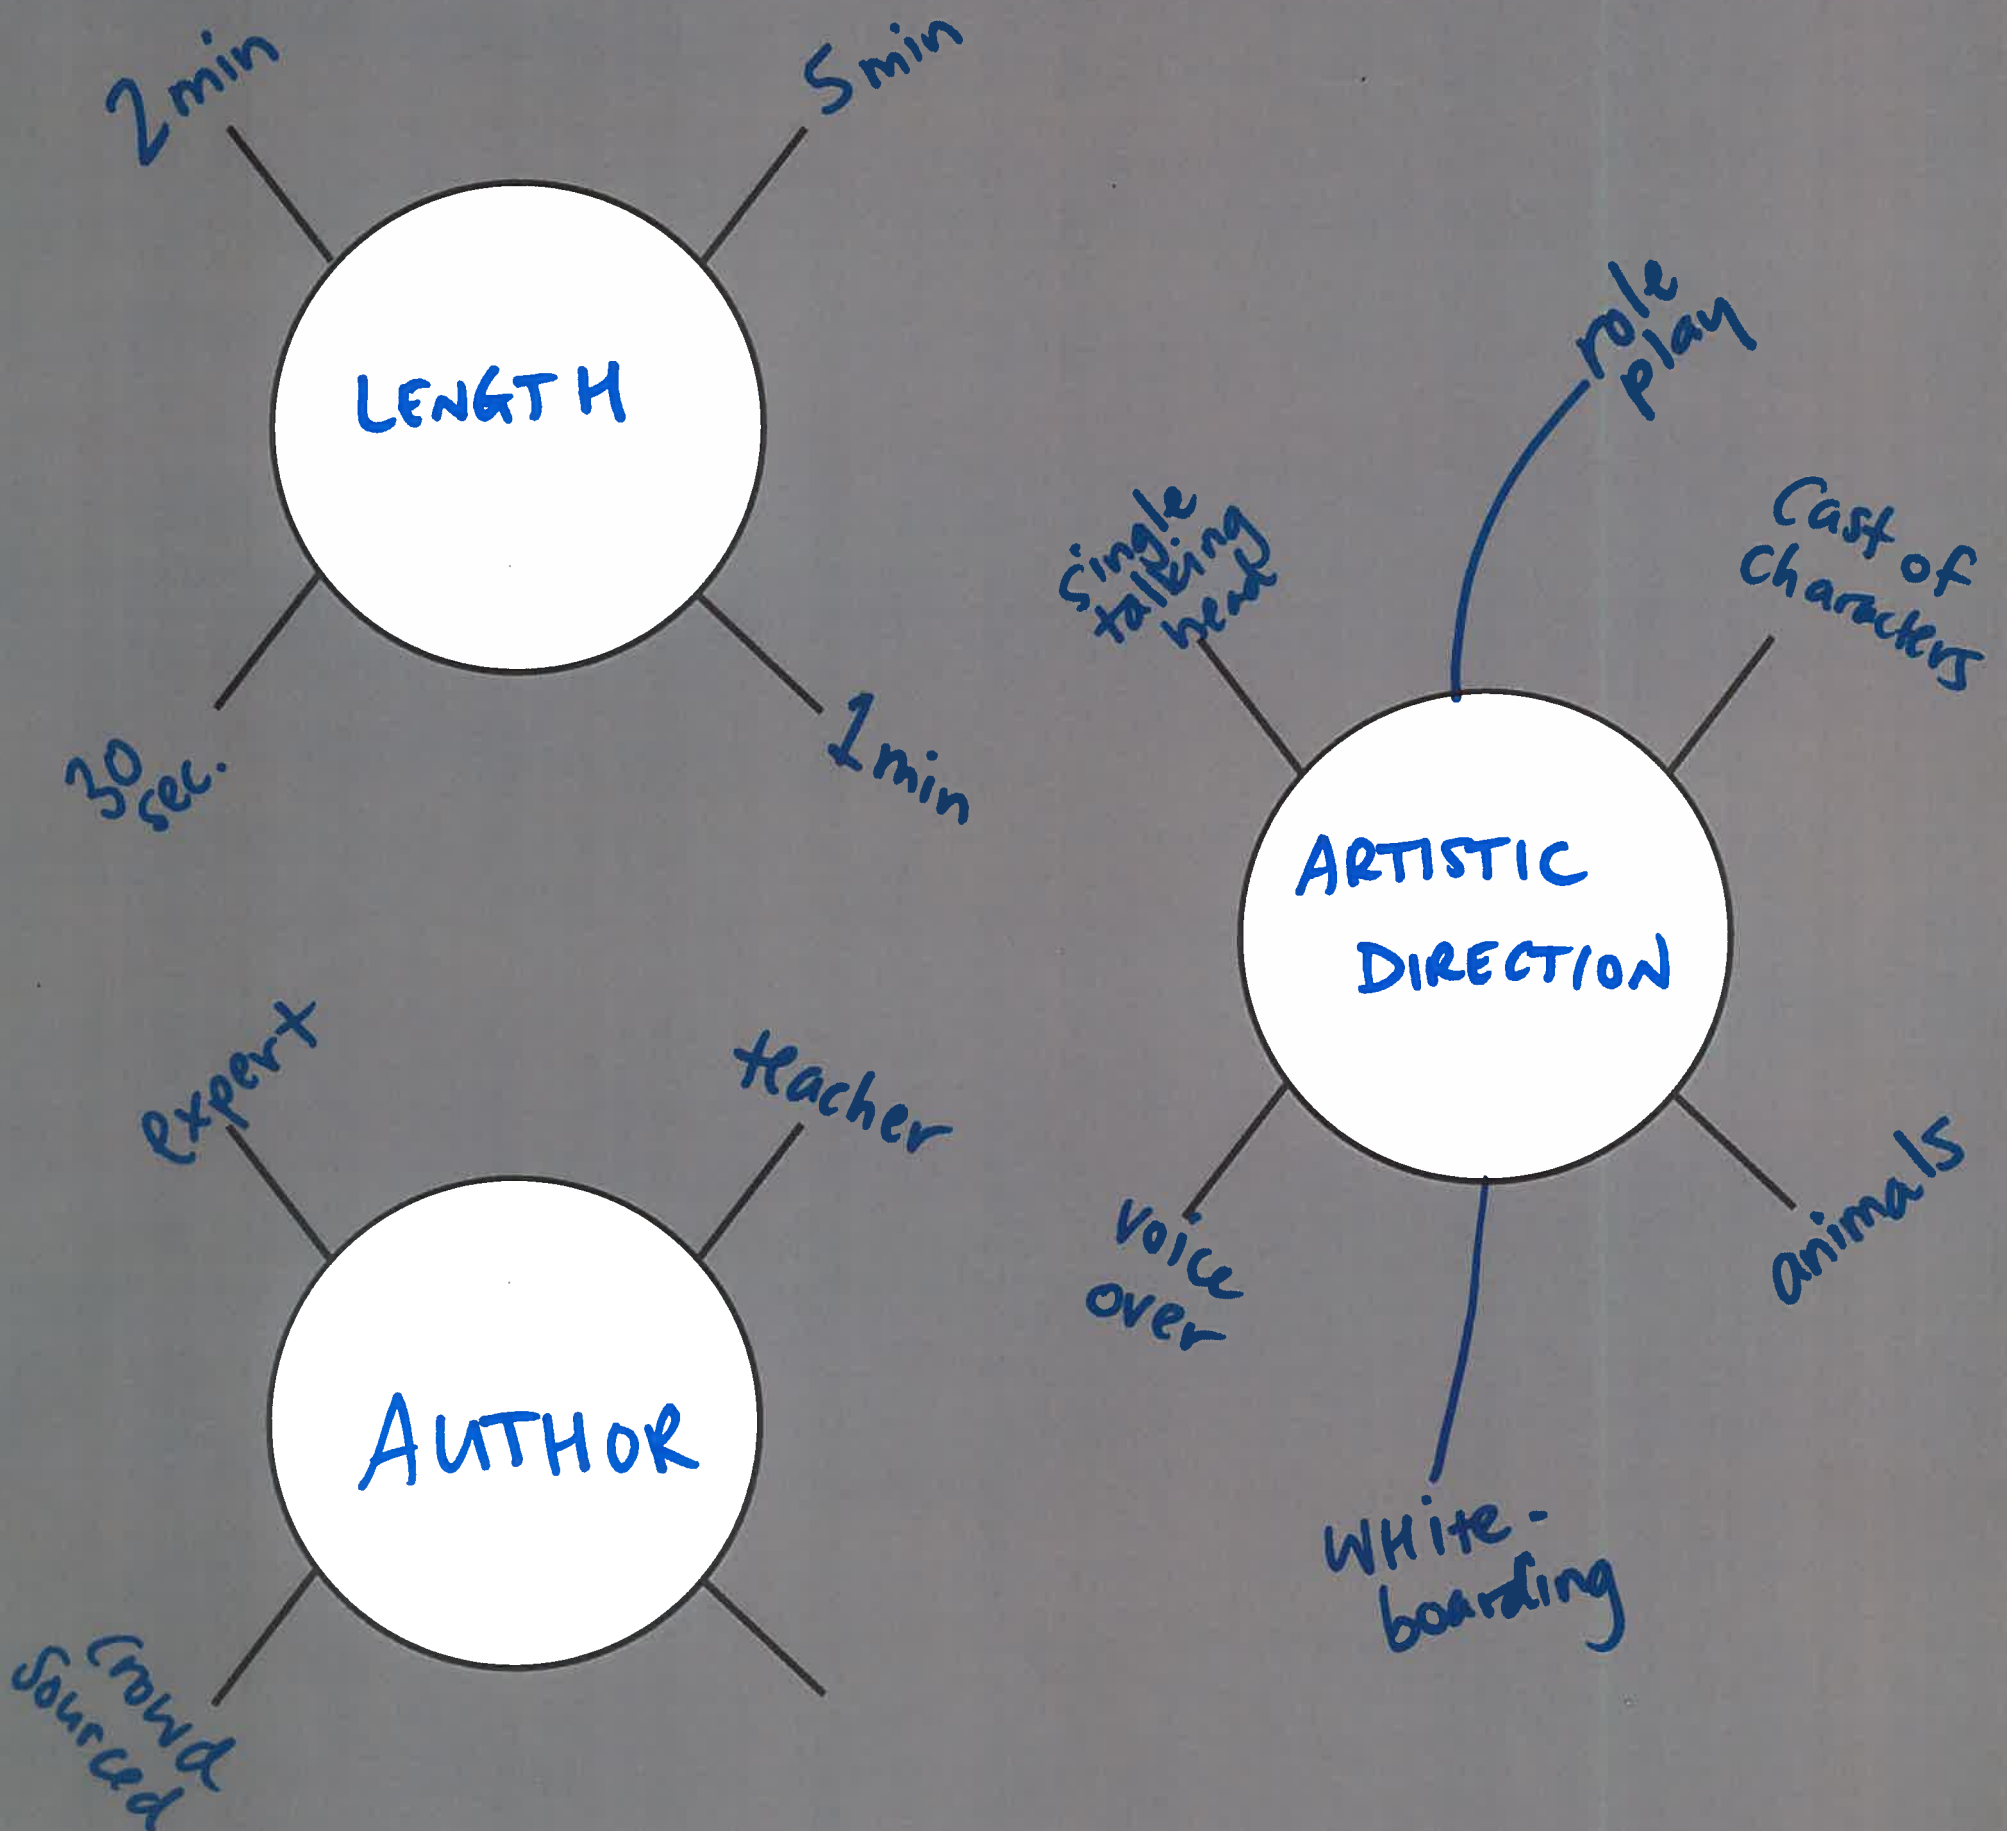 2 min
5 min
LENGTH
30
sec.
1 min
role
play
single
talking
head
Cast of
characters
ARTISTIC
DIRECTION
voice
over
animals
WHite-
boarding
expert
teacher
AUTHOR
Crowd
sourced